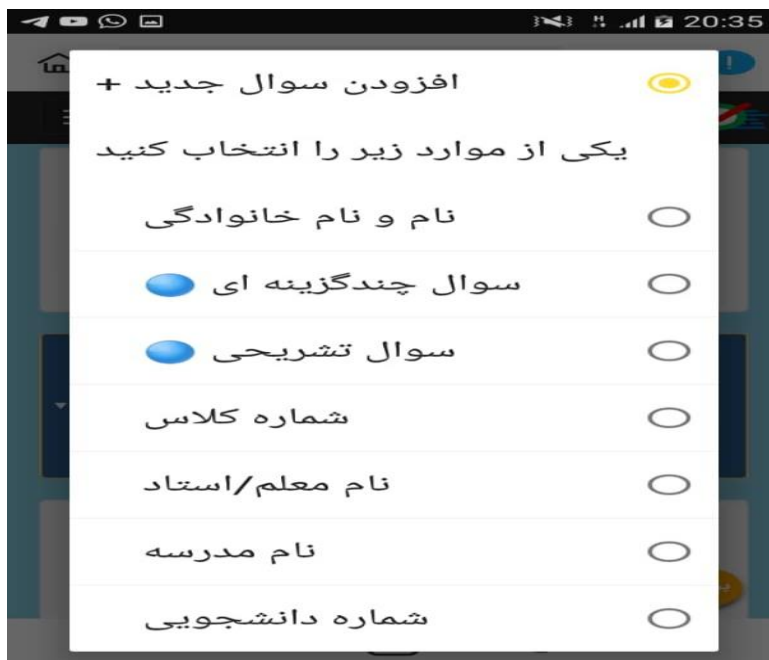 20:35
افزودن سوال جدید +
یکی از موارد زیر را انتخاب کنید
نام و نام خانوادگی
سوال چندگزینه ای
سوال تشریحی
شماره کلاس
نام معلم/استاد
نام مدرسه
شماره دانشجویی